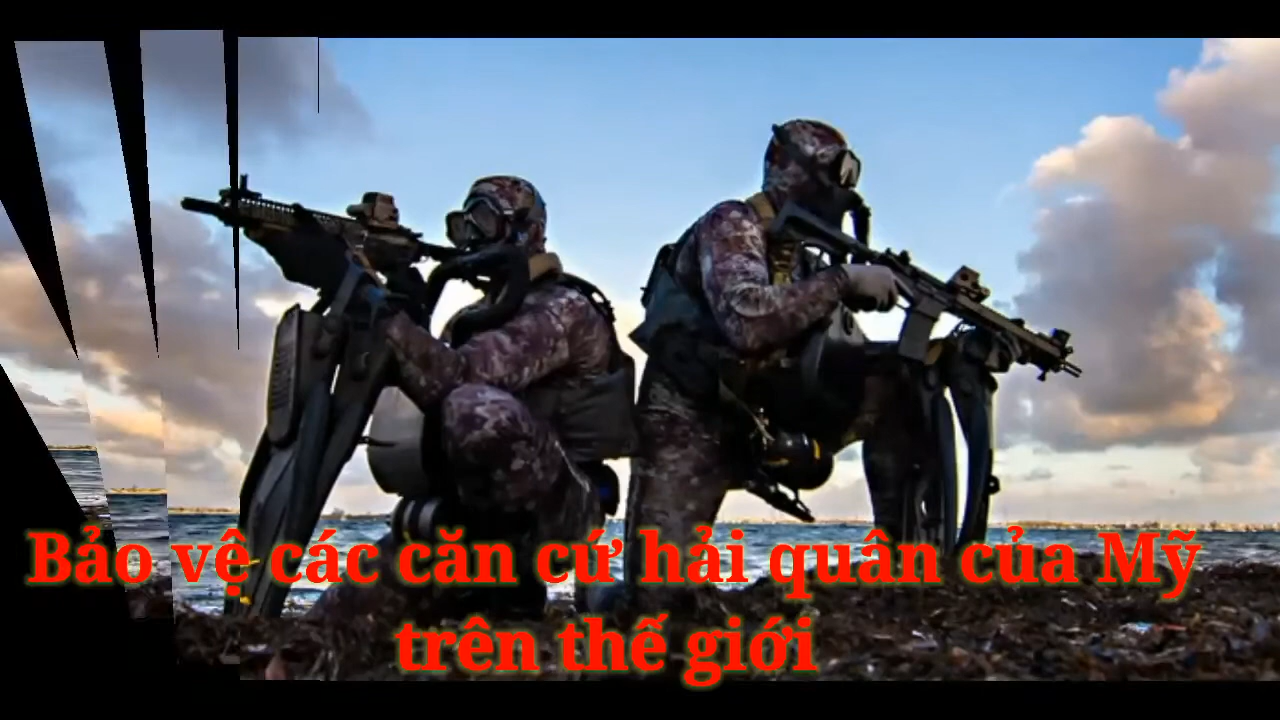 Bảo vệ các căn cứ hải quân của Mỹ
trên thế giới